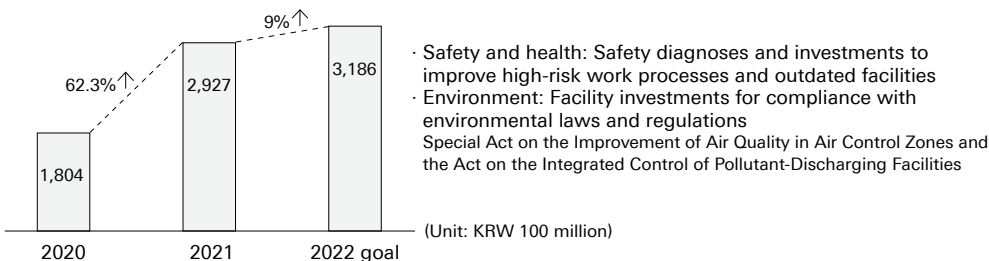 9%↑
62.3%↑
1,804
2,927
3,186
2020
2021
2022 goal
(Unit: KRW 100 million)
· Safety and health: Safety diagnoses and investments to
improve high-risk work processes and outdated facilities
· Environment: Facility investments for compliance with
environmental laws and regulations
Special Act on the Improvement of Air Quality in Air Control Zones and
the Act on the Integrated Control of Pollutant-Discharging Facilities